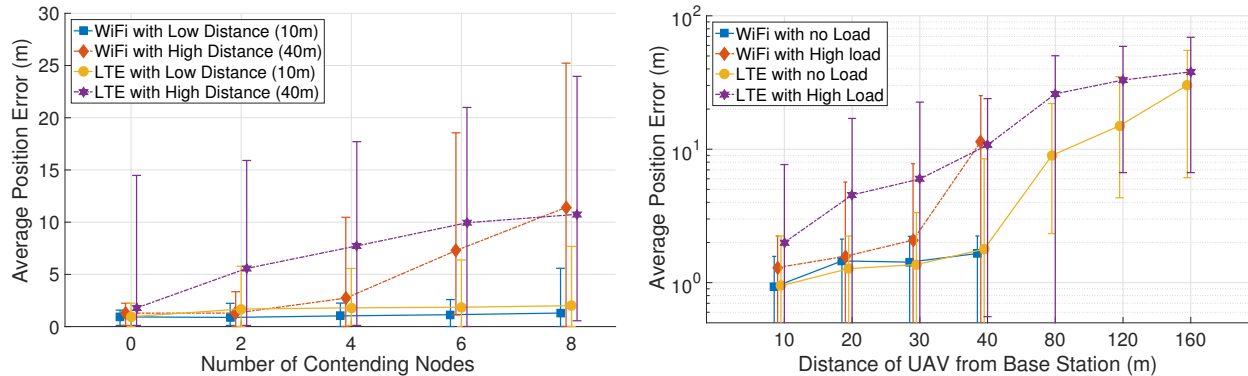 30
25
20
15
10
5
0
Average Position Error (m)
WiFi with Low Distance (10m)
WiFi with High Distance (40m)
LTE with Low Distance (10m)
LTE with High Distance (40m)
0 2 4 6 8
Number of Contending Nodes
10^2
10^1
10^0
Average Position Error (m)
WiFi with no Load
WiFi with High load
LTE with no Load
LTE with High Load
10 20 30 40 80 120 160
Distance of UAV from Base Station (m)